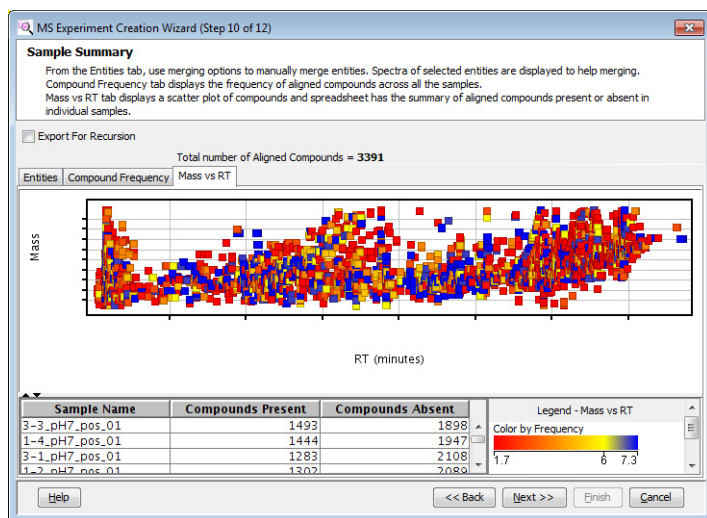 MS Experiment Creation Wizard (Step 10 of 12)
Sample Summary
From the Entities tab, use merging options to manually merge entities. Spectra of selected entities are displayed to help merging.
Compound Frequency tab displays the frequency of aligned compounds across all the samples.
Mass vs RT tab displays a scatter plot of compounds and spreadsheet has the summary of aligned compounds present or absent in
individual samples.
Export For Recursion
Total number of Aligned Compounds = 3391
Entities Compound Frequency Mass vs RT
Mass
RT (minutes)
Sample Name Compounds Present Compounds Absent
3-3_pH7_pos_01 1493 1898
1-4_pH7_pos_01 1444 1947
3-1_pH7_pos_01 1283 2108
1-2_pH7_pos_01 1302 2089
Legend - Mass vs RT
Color by Frequency
1.7 6 7.3
Help << Back Next >> Finish Cancel